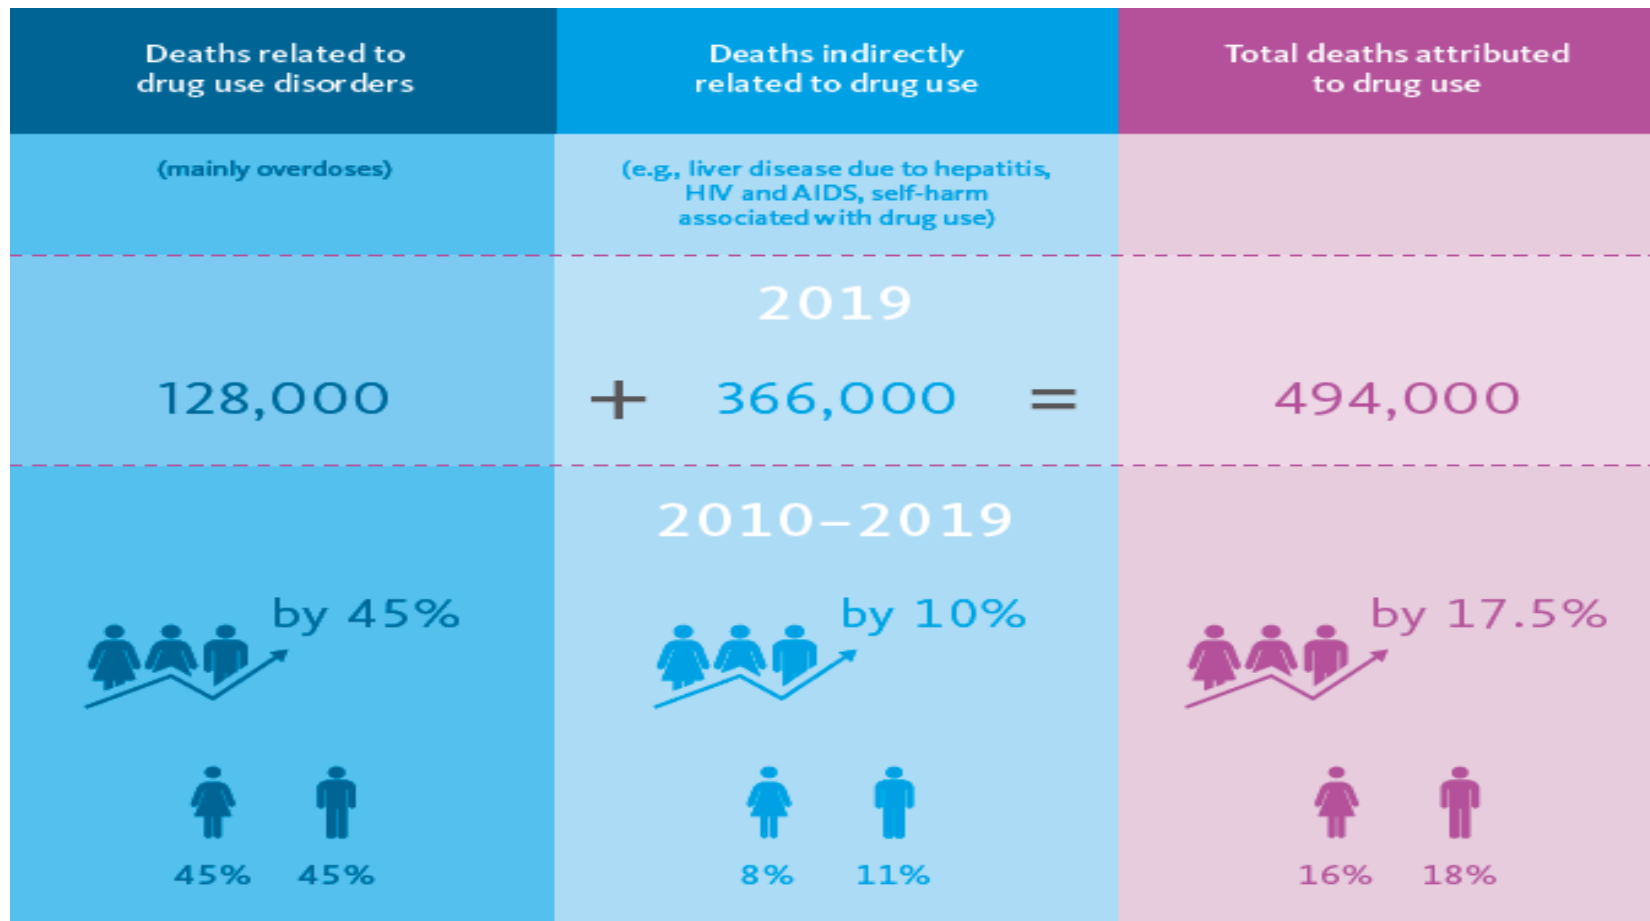 Deaths related to
drug use disorders
Deaths indirectly
related to drug use
Total deaths attributed
to drug use
(mainly overdoses)
(e.g., liver disease due to hepatitis,
HIV and AIDS, self-harm
associated with drug use)
2019
128,000 + 366,000 = 494,000
2010–2019
by 45%
by 10%
by 17.5%
45% 45%
8% 11%
16% 18%